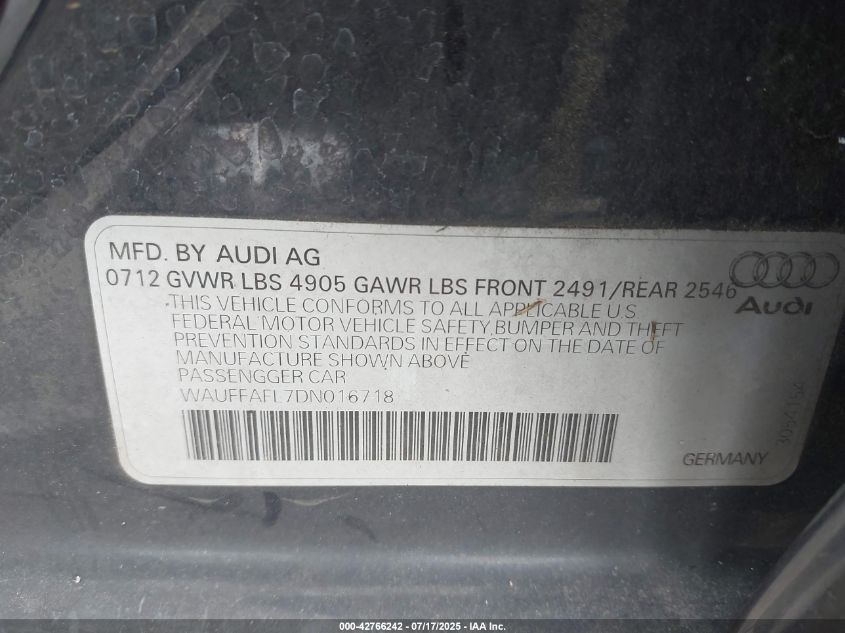 MFD. BY AUDI AG
0712 GVWR LBS 4905 GAWR LBS FRONT 2491/REAR 2546
THIS VEHICLE CONFORMS TO ALL APPLICABLE U.S
FEDERAL MOTOR VEHICLE SAFETY, BUMPER AND THEFT
PREVENTION STANDARDS IN EFFECT ON THE DATE OF
MANUFACTURE SHOWN ABOVE
PASSENGGER CAR
WAUFFAFL7DN016718
Audi
3054154
GERMANY
000-42766242 - 07/17/2025 - IAA Inc.